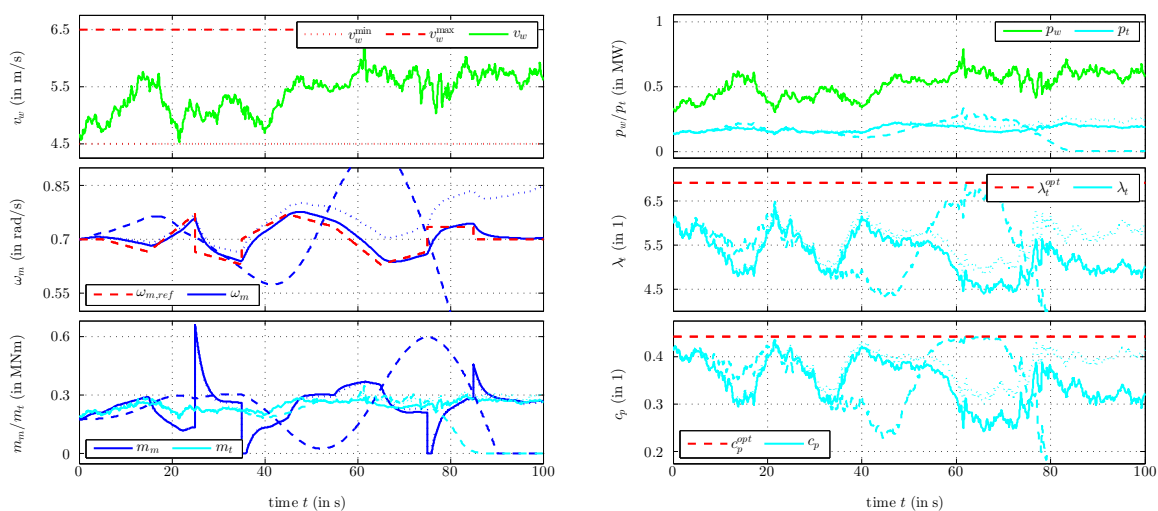 6.5
5.5
4.5
v_w (in m/s)
v_w^min v_w^max v_w
0.85
0.7
0.55
ω_m (in rad/s)
ω_m,ref ω_m
0.6
0.3
0
m_m/m_t (in MNm)
m_m m_t
0 20 40 60 80 100
time t (in s)
1
0.5
0
p_w/p_t (in MW)
p_w p_t
6.5
5.5
4.5
λ_t (in 1)
λ_t^opt λ_t
0.4
0.3
0.2
c_p (in 1)
c_p^opt c_p
0 20 40 60 80 100
time t (in s)